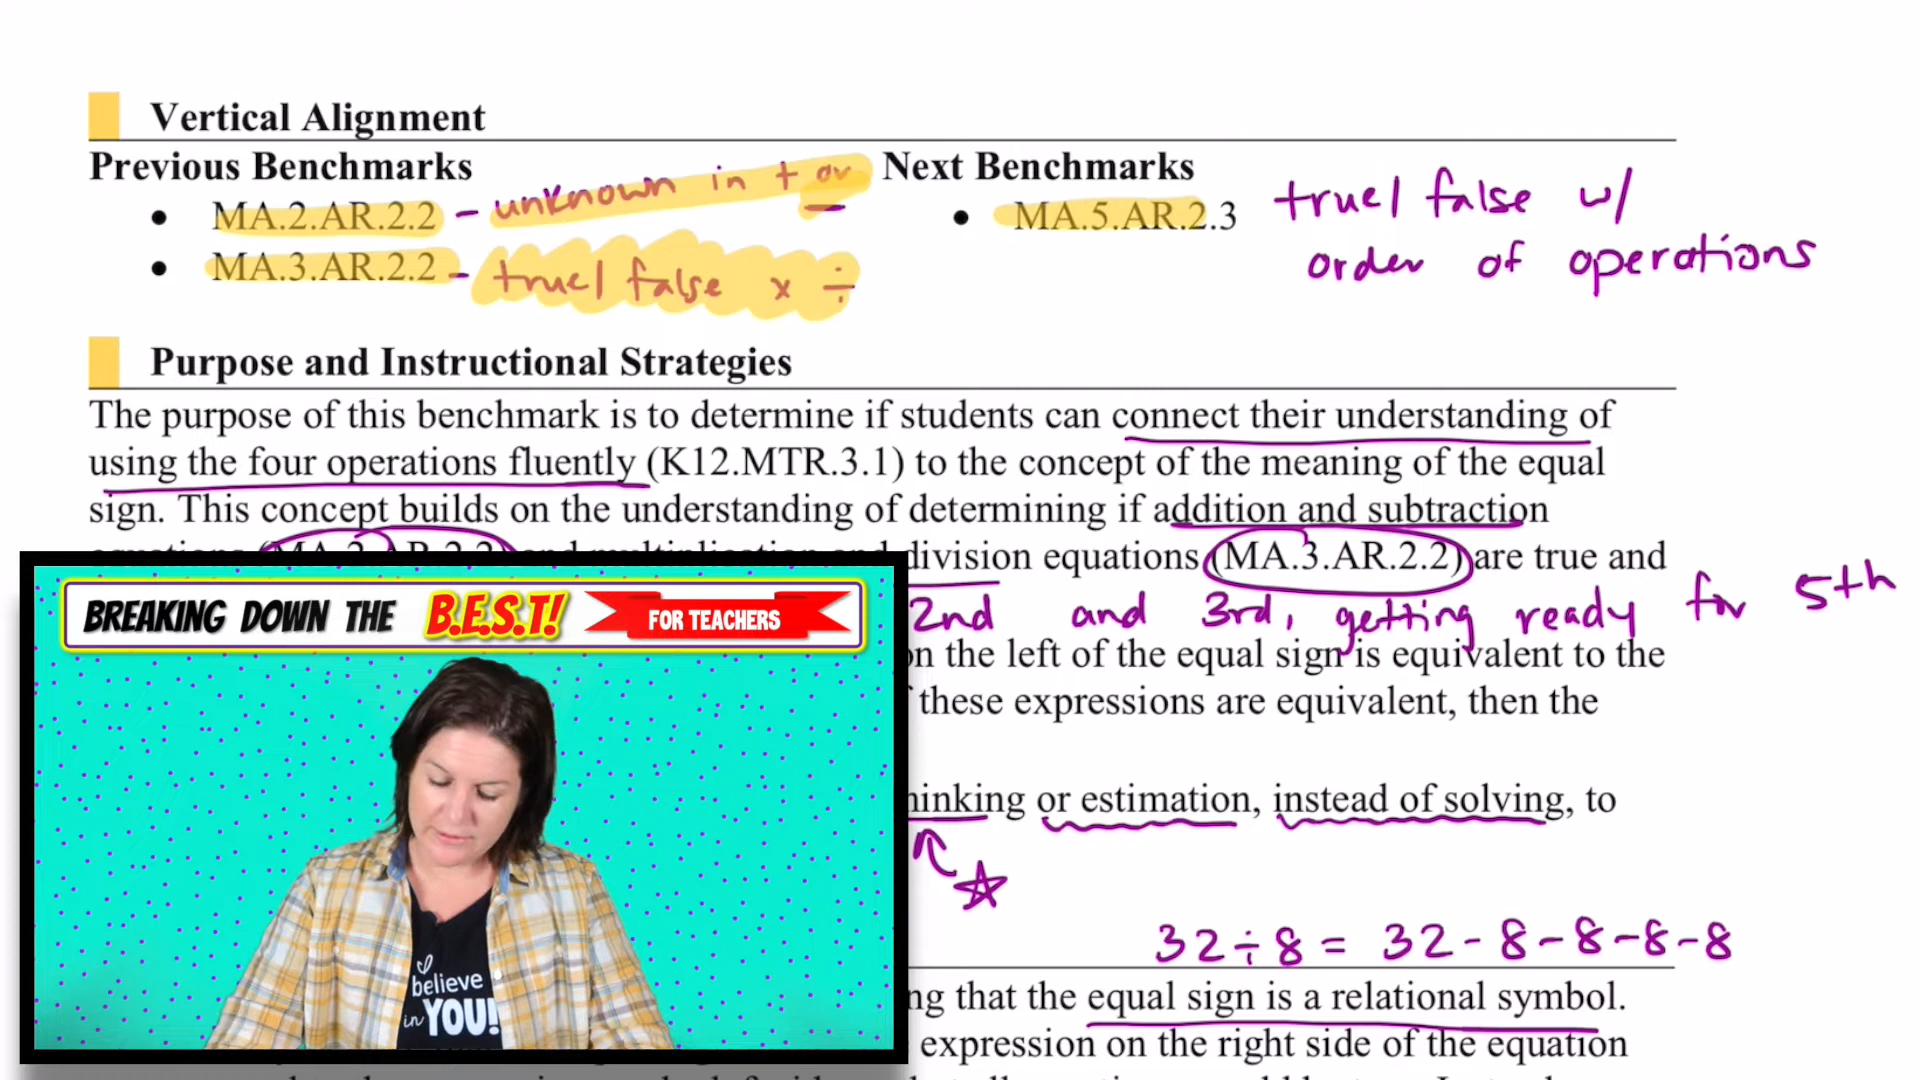 Vertical Alignment
Previous Benchmarks
MA.2.AR.2.2 - unknown in + or -
MA.3.AR.2.2 - true/false x ÷
Next Benchmarks
MA.5.AR.2.3 true/false w/
order of operations
Purpose and Instructional Strategies
The purpose of this benchmark is to determine if students can connect their understanding of
using the four operations fluently (K12.MTR.3.1) to the concept of the meaning of the equal
sign. This concept builds on the understanding of determining if addition and subtraction
division equations (MA.3.AR.2.2) are true and
2nd and 3rd, getting ready for 5th
on the left of the equal sign is equivalent to the
these expressions are equivalent, then the
or estimation, instead of solving, to
32÷8 = 32-8-8-8-8
that the equal sign is a relational symbol.
expression on the right side of the equation
BREAKING DOWN THE B.E.S.T! FOR TEACHERS
believe
in YOU!